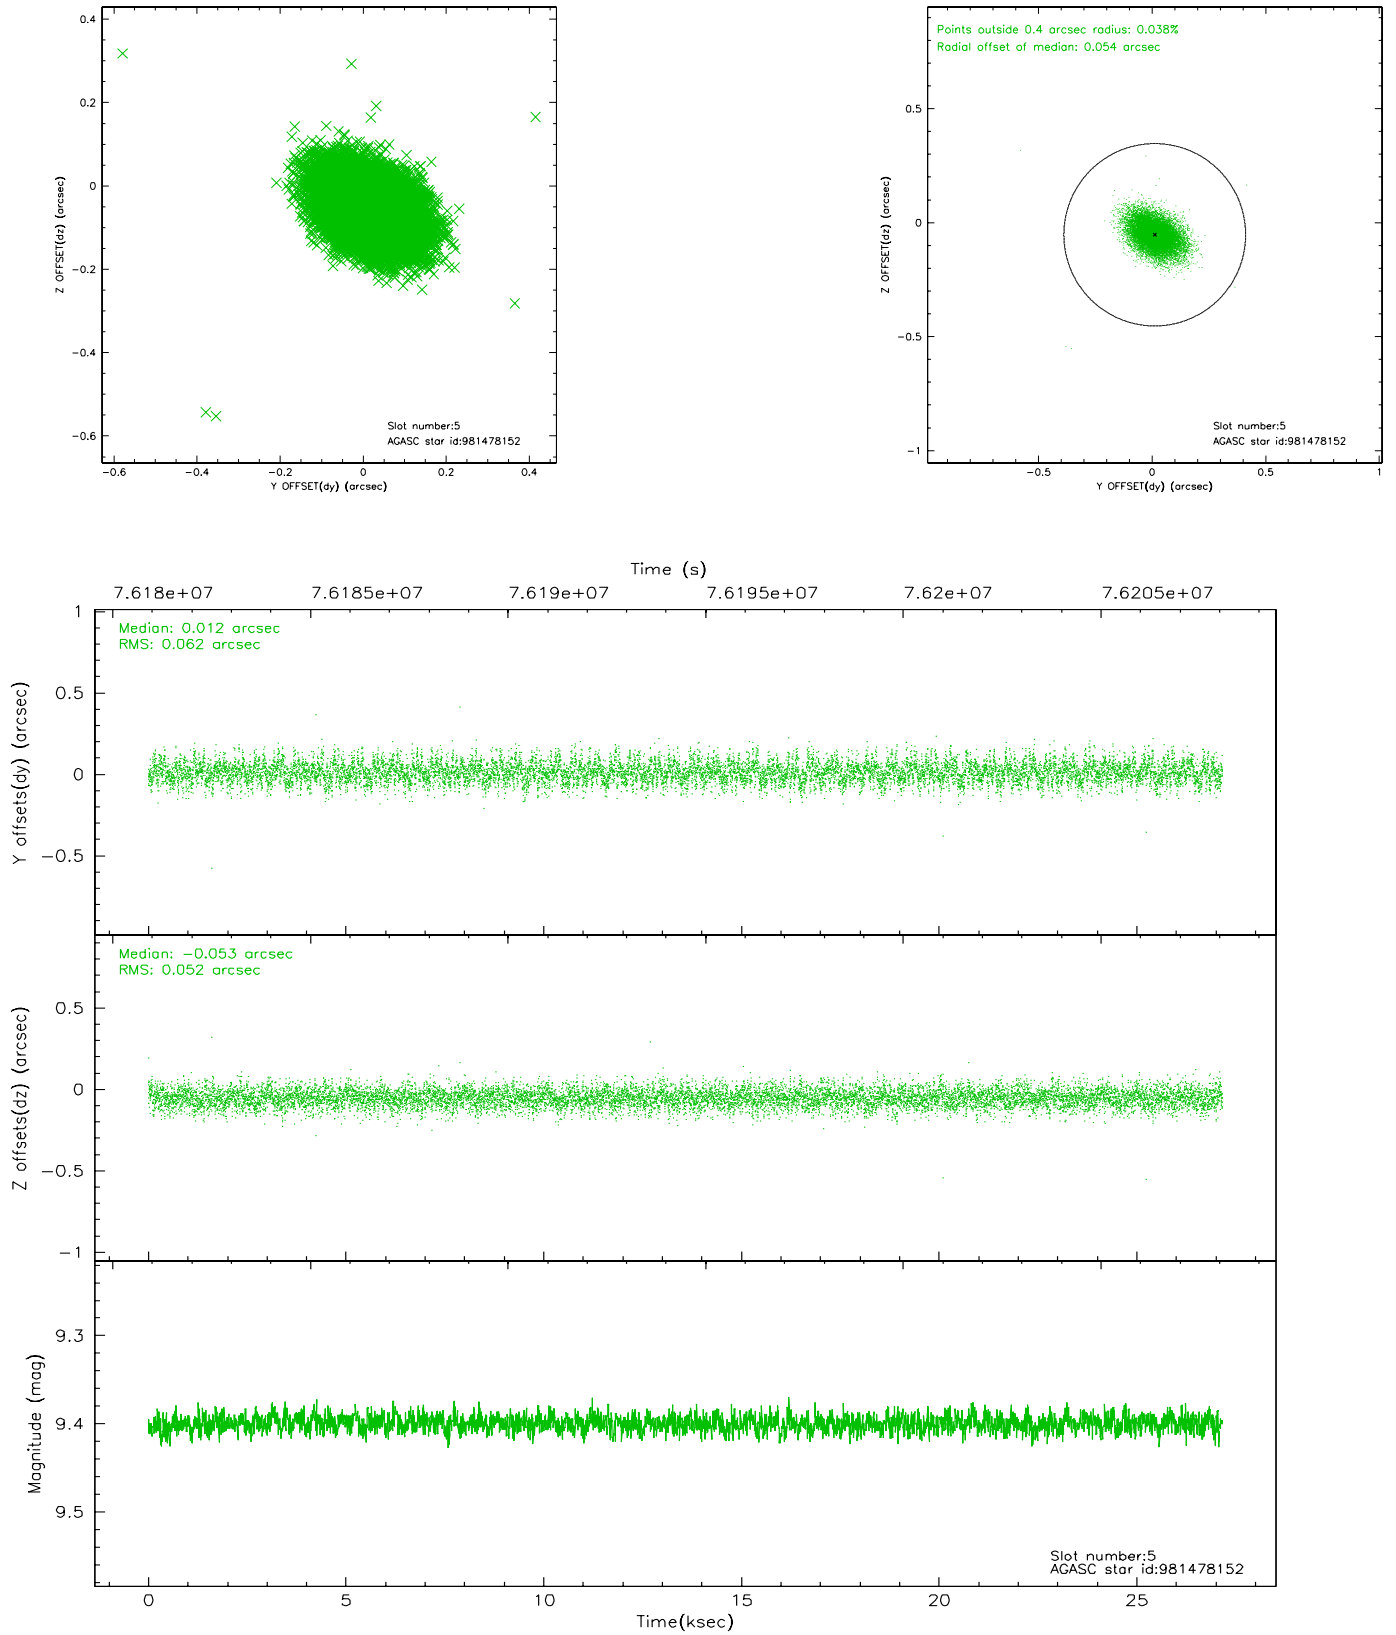 0.4
0.2
0
−0.2
−0.4
−0.6
Z OFFSET(dz) (arcsec)
Slot number:5
AGASC star id:981478152
−0.6 −0.4 −0.2 0 0.2 0.4
Y OFFSET(dy) (arcsec)
Points outside 0.4 arcsec radius: 0.038%
Radial offset of median: 0.054 arcsec
0.5
0
−0.5
−1
Z OFFSET(dz) (arcsec)
Slot number:5
AGASC star id:981478152
−0.5 0 0.5 1
Y OFFSET(dy) (arcsec)
Time (s)
7.618e+07 7.6185e+07 7.619e+07 7.6195e+07 7.62e+07 7.6205e+07
Median: 0.012 arcsec
RMS: 0.062 arcsec
1
0.5
0
−0.5
Y offsets(dy) (arcsec)
Median: −0.053 arcsec
RMS: 0.052 arcsec
0.5
0
−0.5
−1
Z offsets(dz) (arcsec)
9.3
9.4
9.5
Magnitude (mag)
Slot number:5
AGASC star id:981478152
0 5 10 15 20 25
Time(ksec)